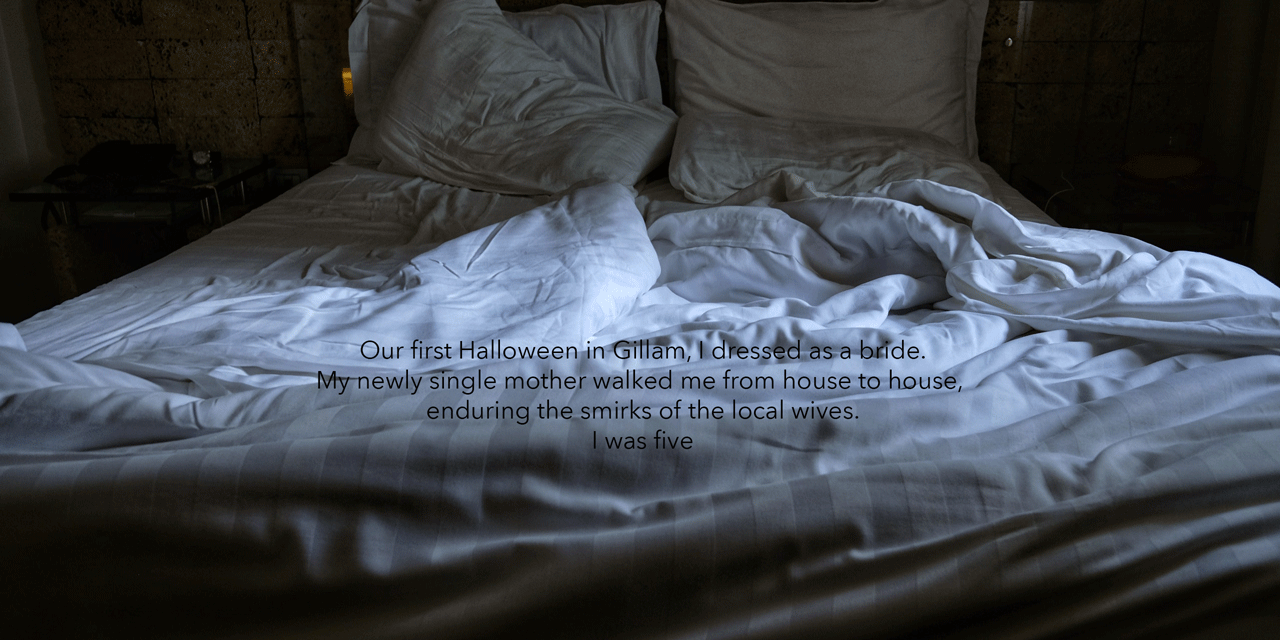 Our first Halloween in Gillam, I dressed as a bride.
My newly single mother walked me from house to house,
enduring the smirks of the local wives.
I was five